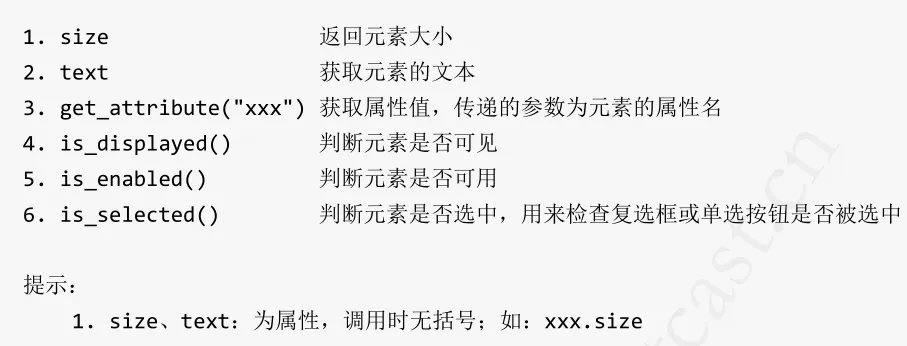 1. size 返回元素大小
2. text 获取元素的文本
3. get_attribute("xxx") 获取属性值，传递的参数为元素的属性名
4. is_displayed() 判断元素是否可见
5. is_enabled() 判断元素是否可用
6. is_selected() 判断元素是否选中，用来检查复选框或单选按钮是否被选中
提示：
1. size、text：为属性，调用时无括号；如：xxx.size
tcast.cn